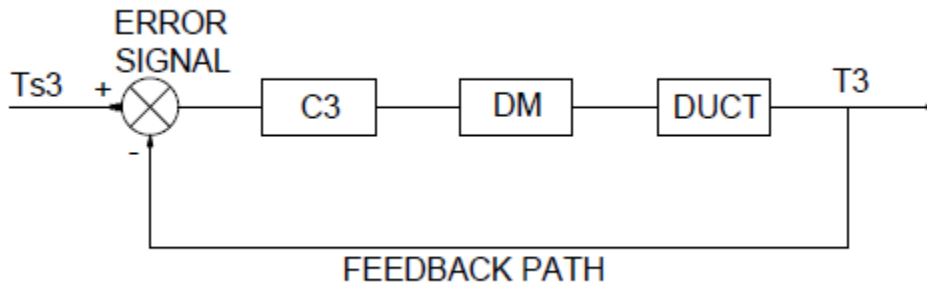 ERROR
SIGNAL
Ts3
+
C3
DM
DUCT
T3
-
FEEDBACK PATH